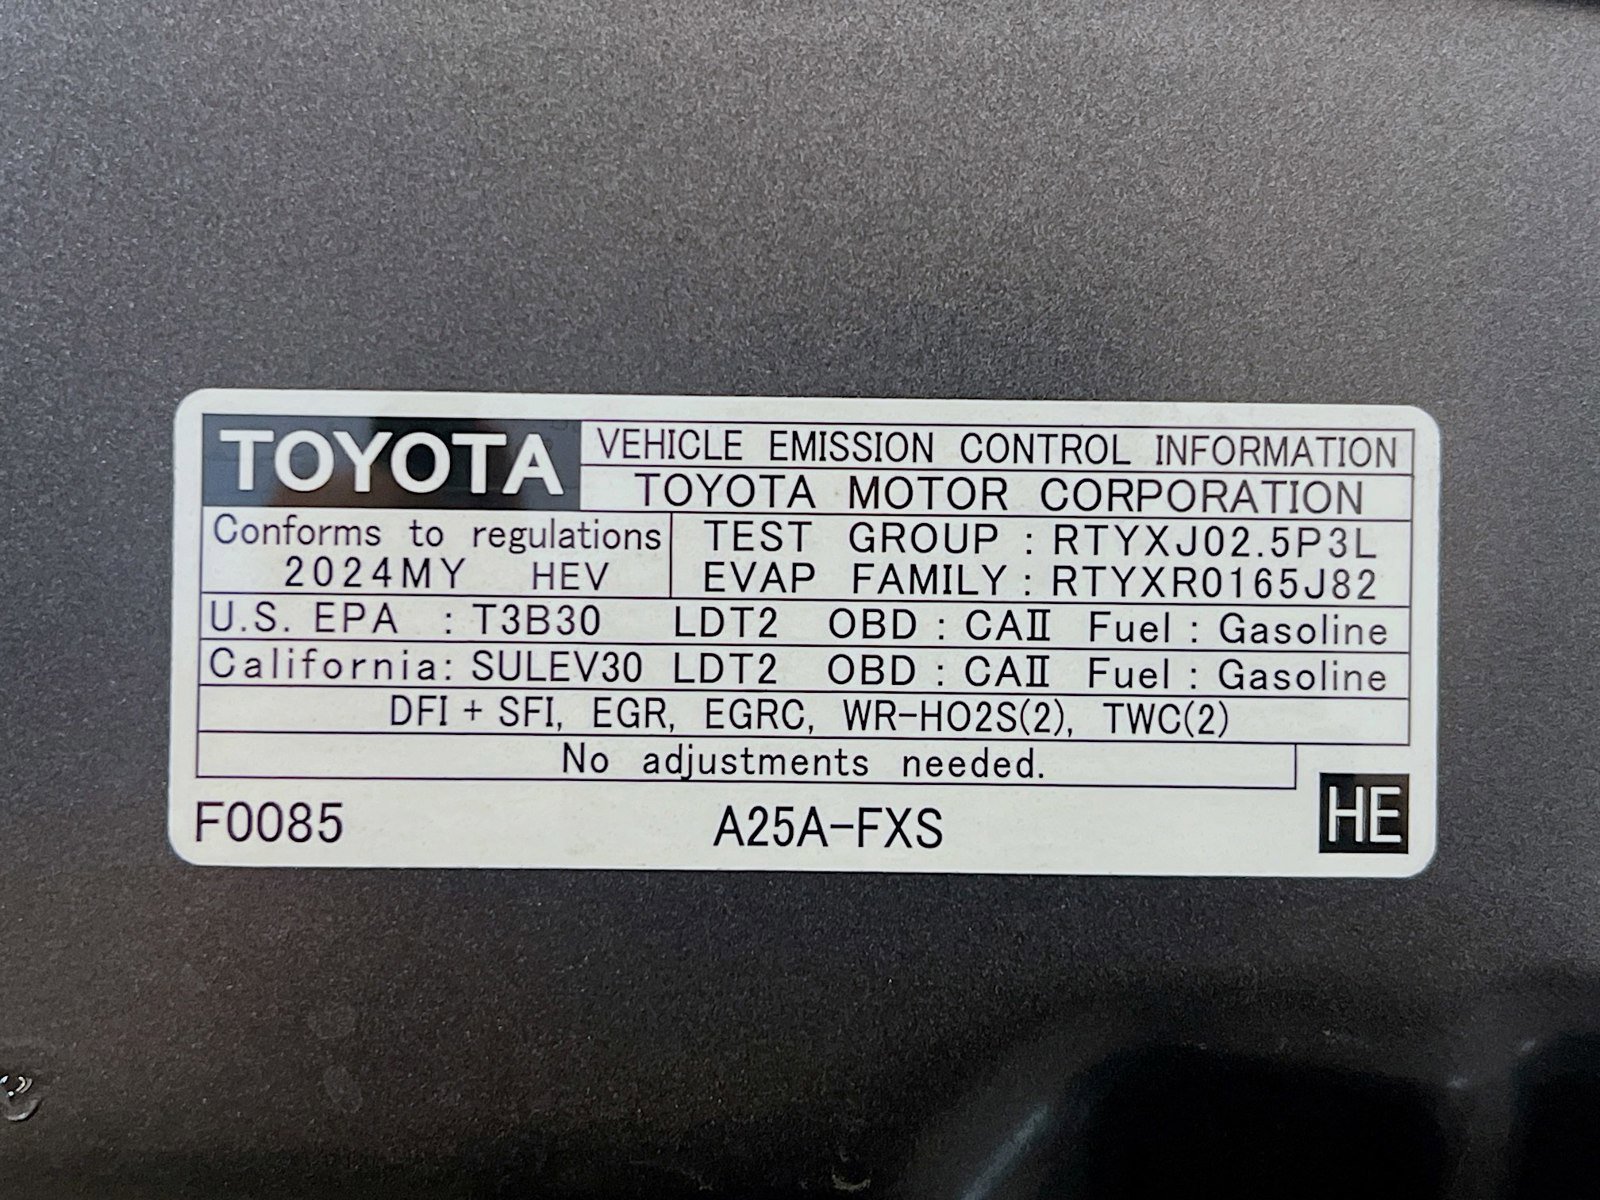 TOYOTA VEHICLE EMISSION CONTROL INFORMATION
TOYOTA MOTOR CORPORATION
Conforms to regulations
2024MY HEV
TEST GROUP : RTYXJ02.5P3L
EVAP FAMILY : RTYXR0165J82
U.S. EPA : T3B30 LDT2 OBD : CAⅡ Fuel : Gasoline
California: SULEV30 LDT2 OBD : CAⅡ Fuel : Gasoline
DFI + SFI, EGR, EGRC, WR-HO2S(2), TWC(2)
No adjustments needed.
F0085 A25A-FXS HE